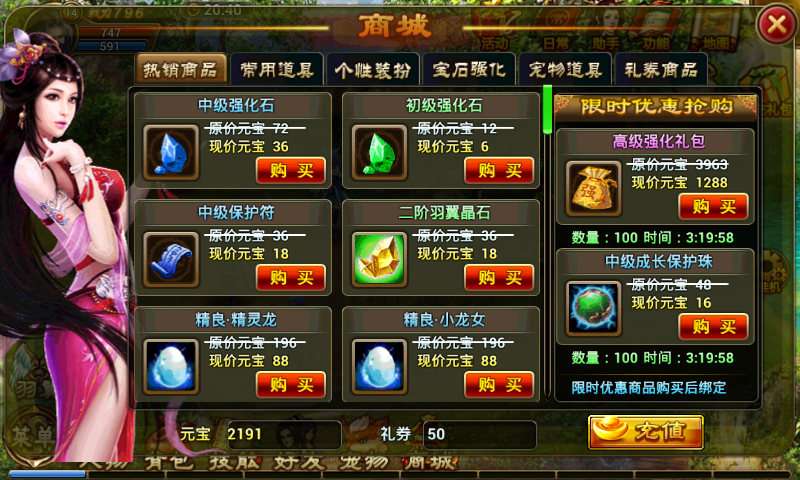 14 战力796 20:40
747
591
商城
活动 日常 助手 功能 地图
热销商品 常用道具 个性装扮 宝石强化 宠物道具 礼券商品
中级强化石
原价元宝 72
现价元宝 36
购 买
初级强化石
原价元宝 12
现价元宝 6
购 买
中级保护符
原价元宝 36
现价元宝 18
购 买
二阶羽翼晶石
原价元宝 36
现价元宝 18
购 买
精良·精灵龙
原价元宝 196
现价元宝 88
购 买
精良·小龙女
原价元宝 196
现价元宝 88
购 买
限时优惠抢购
高级强化礼包
强
原价元宝 3963
现价元宝 1288
购 买
数量：100 时间：3:19:58
中级成长保护珠
原价元宝 48
现价元宝 16
购 买
数量：100 时间：3:19:58
限时优惠商品购买后绑定
元宝 2191 礼券 50 充值
菜单
人物 背包 技能 好友 宠物 商城